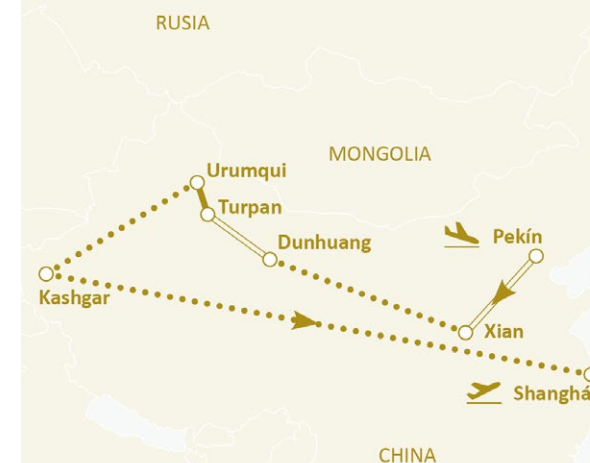 RUSIA
MONGOLIA
Urumqui
Turpan
Dunhuang
Pekín
Kashgar
Xian
Shanghá
CHINA